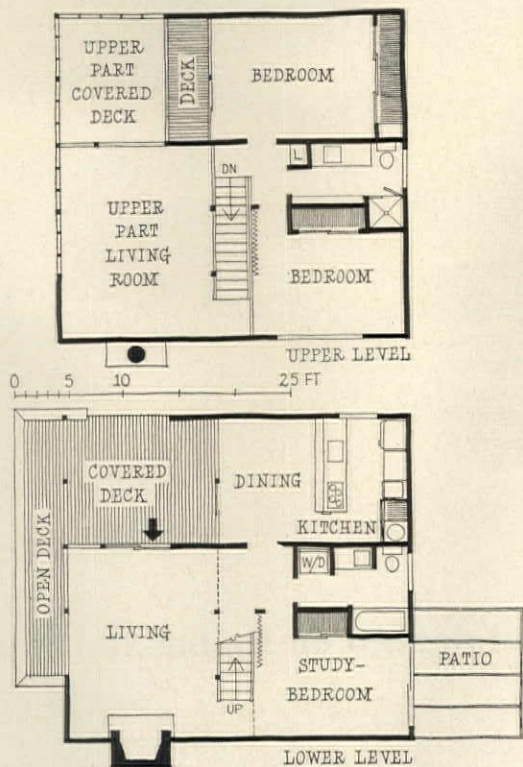 UPPER
PART
COVERED
DECK
DECK
BEDROOM
L
DN
UPPER
PART
LIVING
ROOM
BEDROOM
UPPER LEVEL
0 5 10 25 FT
COVERED
DECK
DINING
KITCHEN
OPEN DECK
W/D
LIVING
STUDY-
BEDROOM
PATIO
UP
LOWER LEVEL